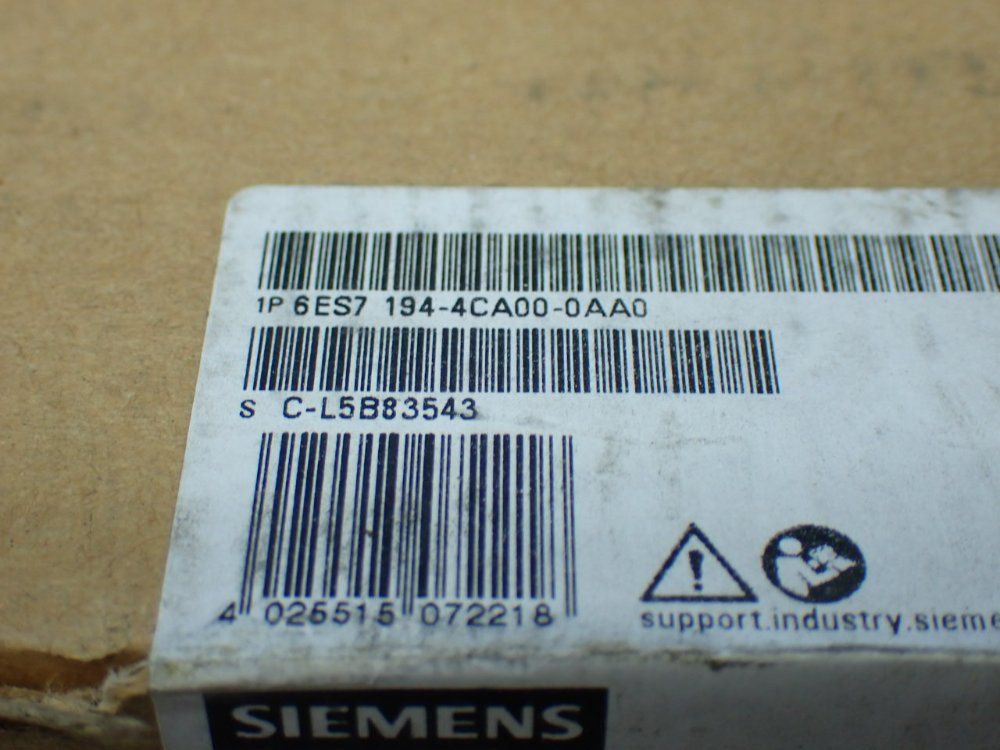 1P 6ES7 194-4CA00-0AA0
S C-L5B83543
4 025515 072218
support.industry.sieme
SIEMENS